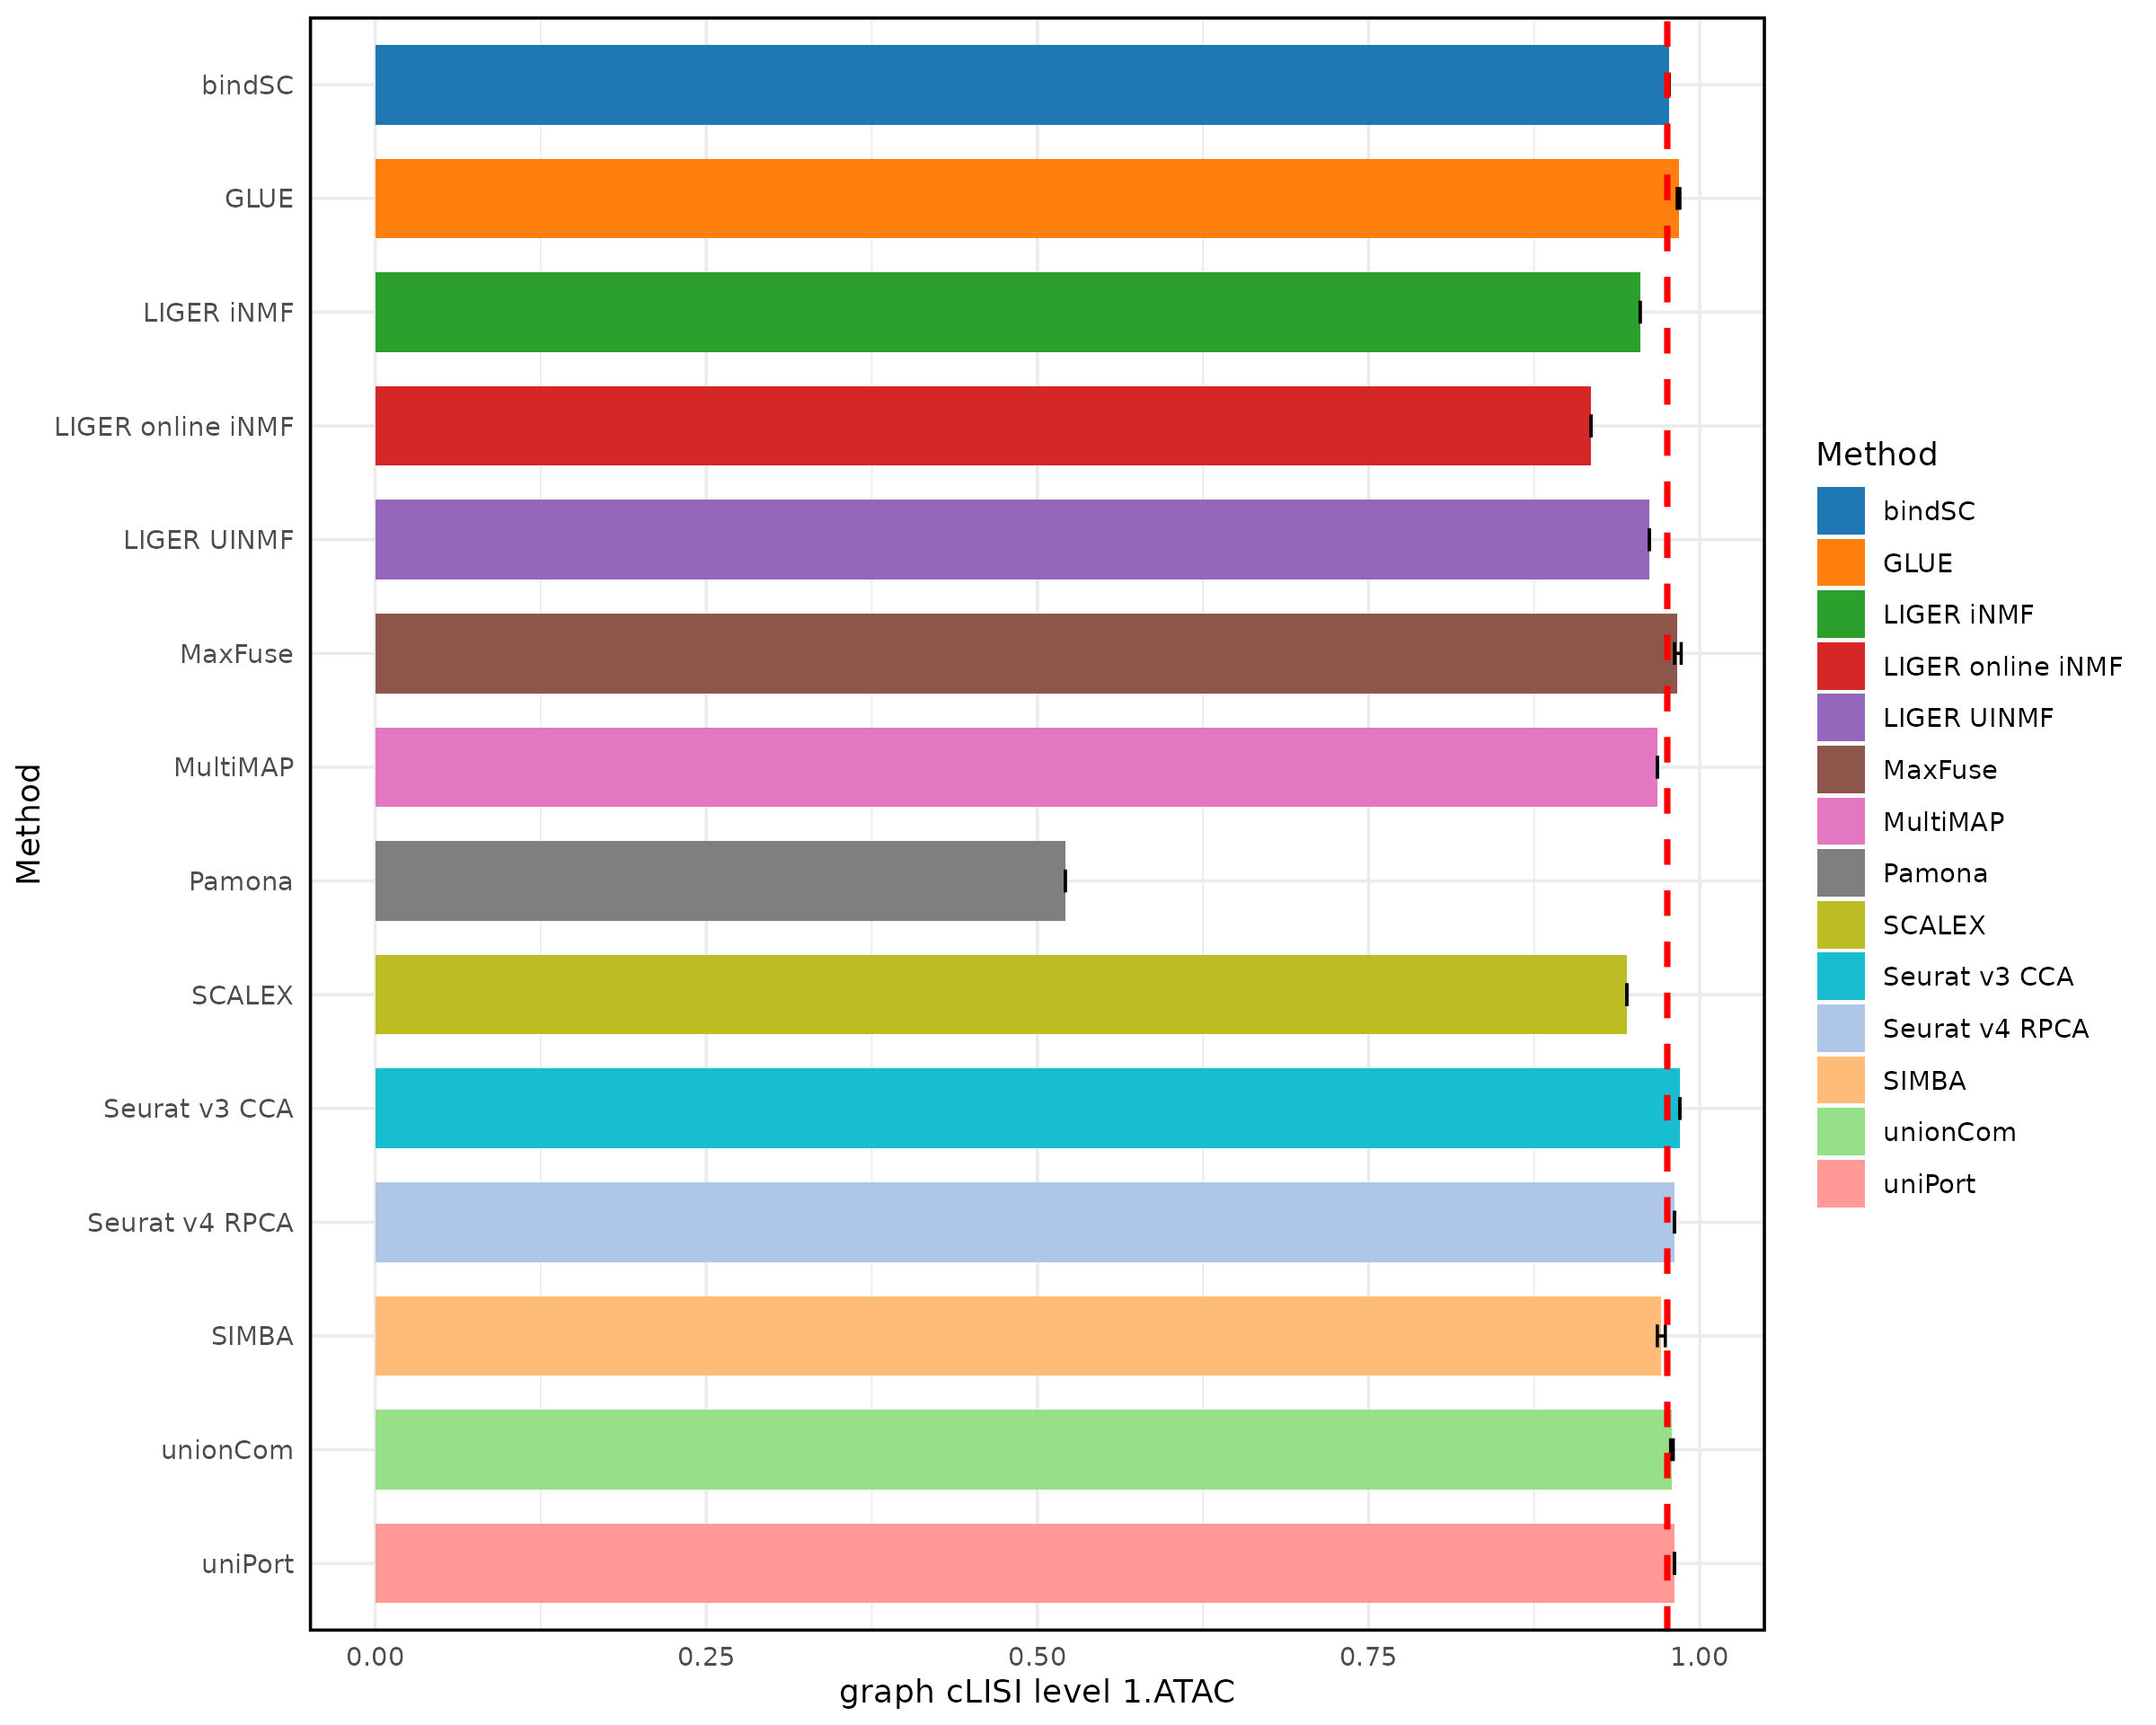 Method
bindSC
GLUE
LIGER iNMF
LIGER online iNMF
LIGER UINMF
MaxFuse
MultiMAP
Pamona
SCALEX
Seurat v3 CCA
Seurat v4 RPCA
SIMBA
unionCom
uniPort
0.00 0.25 0.50 0.75 1.00
graph cLISI level 1.ATAC
Method
bindSC
GLUE
LIGER iNMF
LIGER online iNMF
LIGER UINMF
MaxFuse
MultiMAP
Pamona
SCALEX
Seurat v3 CCA
Seurat v4 RPCA
SIMBA
unionCom
uniPort